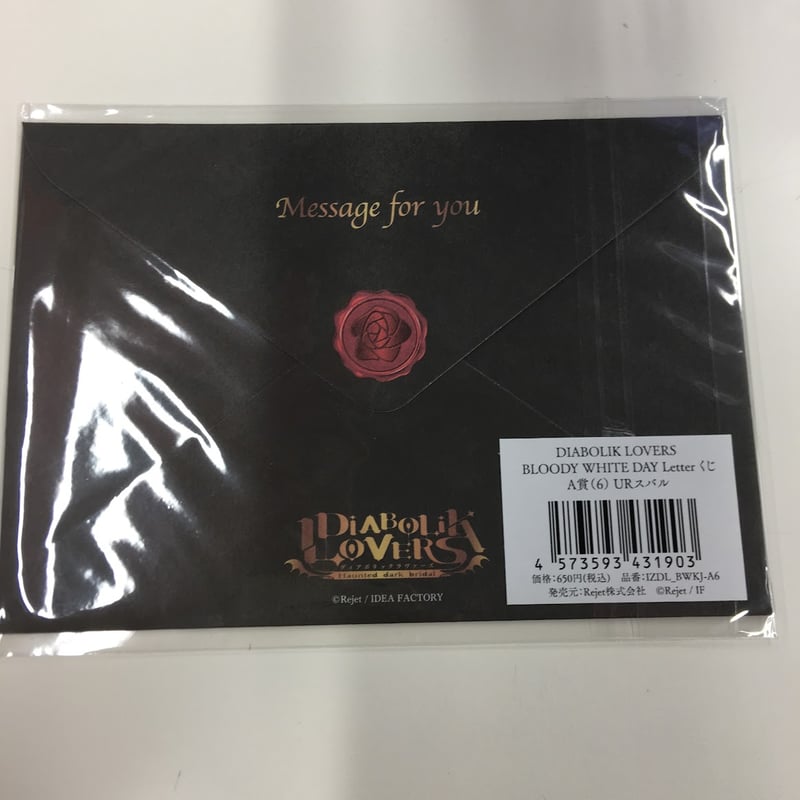 Message for you
DIABOLIK LOVERS
BLOODY WHITE DAY Letter くじ
A賞(6) URスバル
4 573593 431903
価格:650円(税込) 品番:IZDL_BWKJ-A6
発売元:Rejet株式会社 ©Rejet / IF
DIABOLIK
LOVERS
ディアボリックラヴァーズ
Haunted dark bridal
©Rejet / IDEA FACTORY